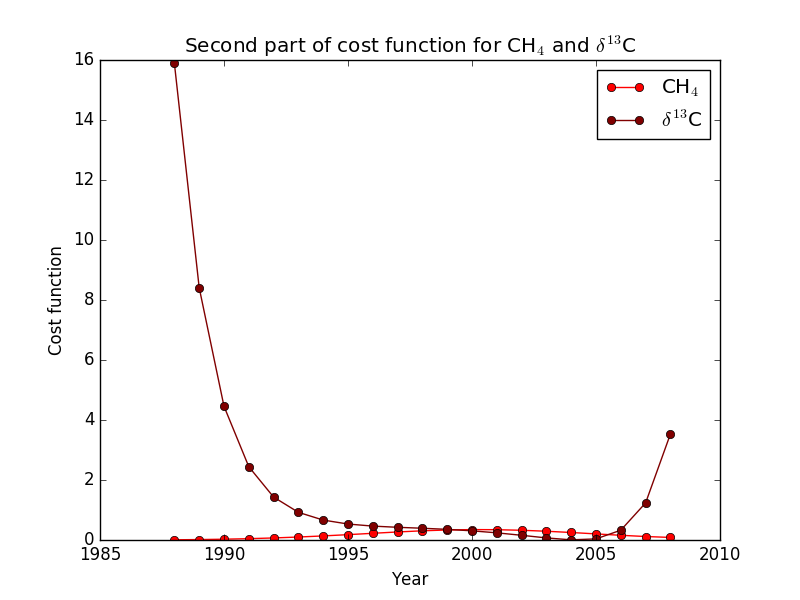 Second part of cost function for CH₄ and δ¹³C
16
14
12
10
8
6
4
2
0
Cost function
CH₄
δ¹³C
1985 1990 1995 2000 2005 2010
Year